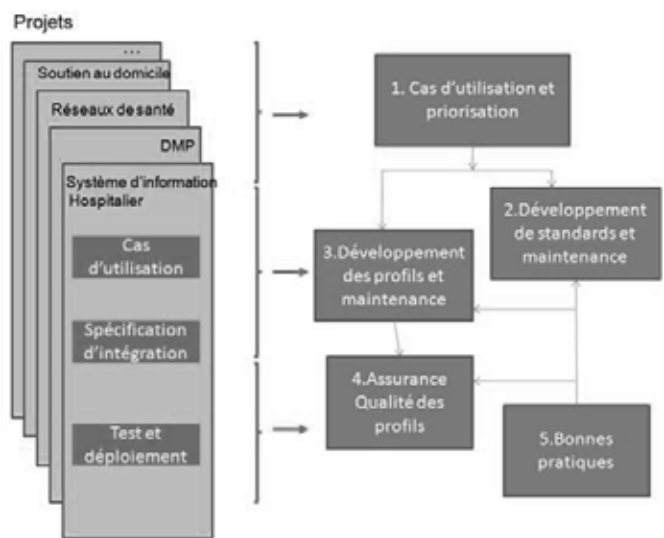 Projets
...
Soutien au domicile
Réseaux de santé
DMP
Système d'information
Hospitalier
Cas
d'utilisation
Spécification
d'intégration
Test et
déploiement
1. Cas d'utilisation et
priorisation
2.Développement
de standards et
maintenance
3.Développement
des profils et
maintenance
4.Assurance
Qualité des
profils
5.Bonnes
pratiques